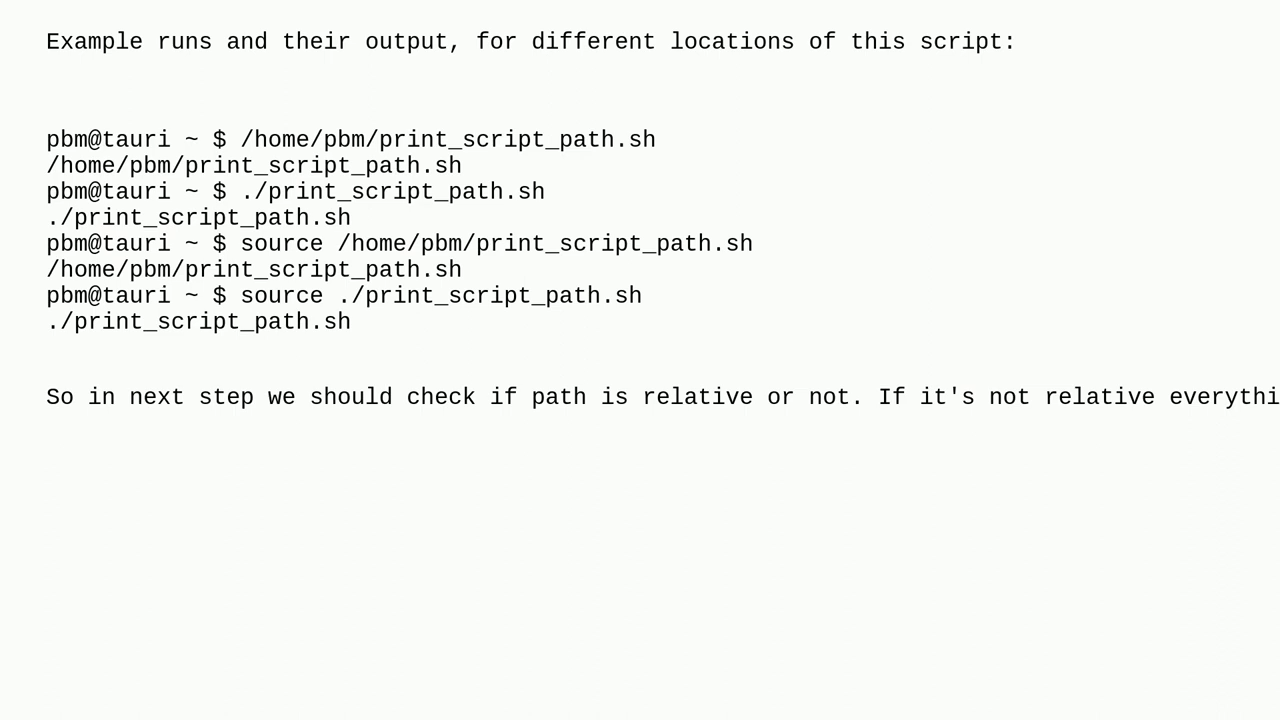 Example runs and their output, for different locations of this script:
pbm@tauri ~ $ /home/pbm/print_script_path.sh
/home/pbm/print_script_path.sh
pbm@tauri ~ $ ./print_script_path.sh
./print_script_path.sh
pbm@tauri ~ $ source /home/pbm/print_script_path.sh
/home/pbm/print_script_path.sh
pbm@tauri ~ $ source ./print_script_path.sh
./print_script_path.sh
So in next step we should check if path is relative or not. If it's not relative everythi